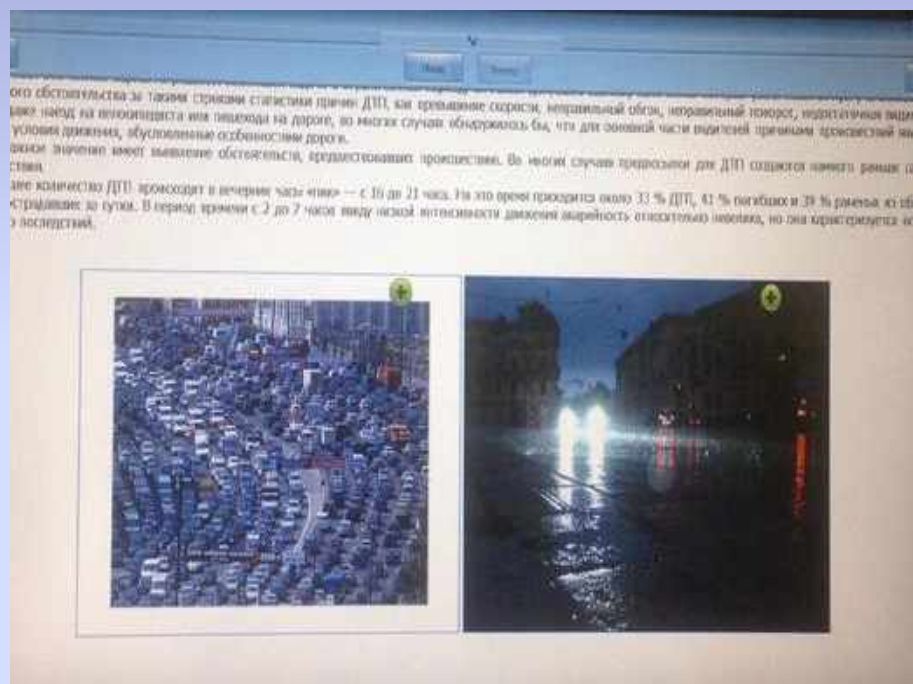 ого обстоятельства за такими строками статистики причин ДТП, как превышение скорости, неправильный обгон, неправильный поворот, недостаточная
наезд на велосипедиста или пешехода на дороге, во многих случаях обнаружилось бы, что для основной части водителей причинами происшествий
условия движения, обусловленные особенностями дороги.
значение имеет выявление обстоятельств, предшествовавших происшествию. Во многих случаях предпосылки для ДТП создаются намного раньше
ствия.
количество ДТП происходит в вечерние часы «пик» — с 16 до 21 часа. На это время приходится около 33 % ДТП, 41 % погибших и 39 % раненых из
острадавших за сутки. В период времени с 2 до 7 часов ввиду низкой интенсивности движения аварийность относительно невелика, но она характеризуется
последствий.